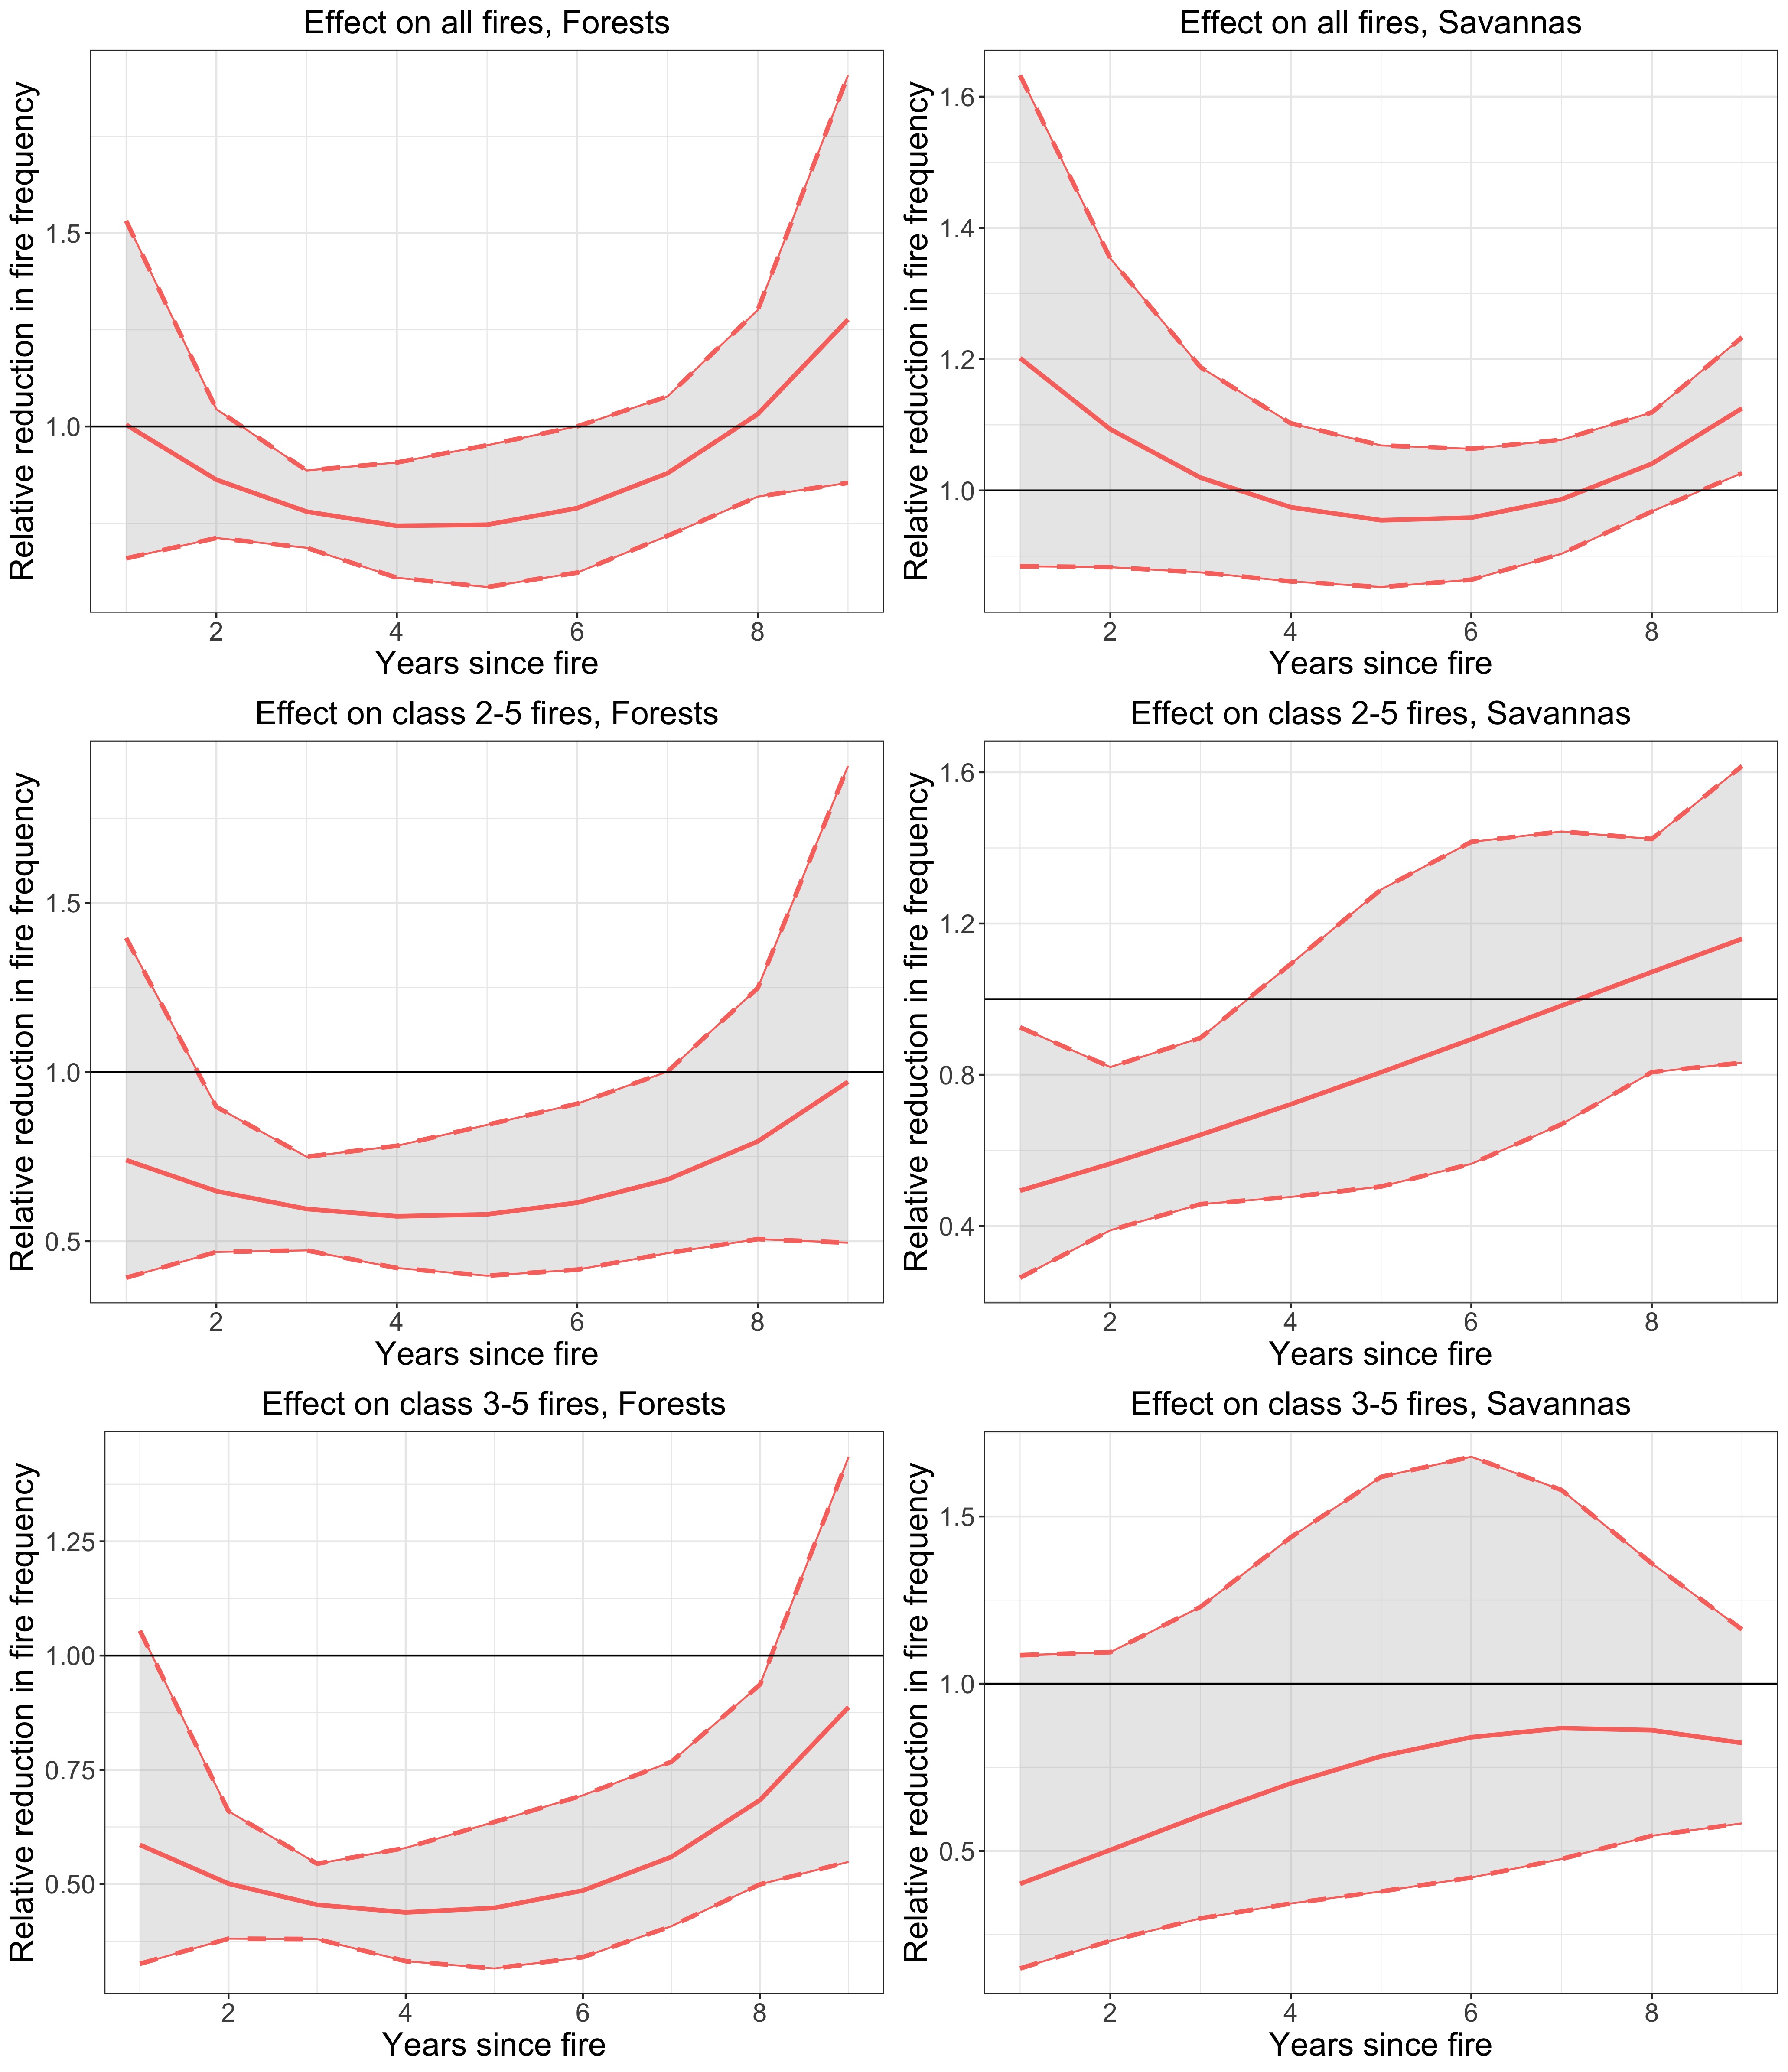 Effect on all fires, Forests
Relative reduction in fire frequency
1.5
1.0
2 4 6 8
Years since fire
Effect on all fires, Savannas
Relative reduction in fire frequency
1.6
1.4
1.2
1.0
2 4 6 8
Years since fire
Effect on class 2-5 fires, Forests
Relative reduction in fire frequency
1.5
1.0
0.5
2 4 6 8
Years since fire
Effect on class 2-5 fires, Savannas
Relative reduction in fire frequency
1.6
1.2
0.8
0.4
2 4 6 8
Years since fire
Effect on class 3-5 fires, Forests
Relative reduction in fire frequency
1.25
1.00
0.75
0.50
2 4 6 8
Years since fire
Effect on class 3-5 fires, Savannas
Relative reduction in fire frequency
1.5
1.0
0.5
2 4 6 8
Years since fire